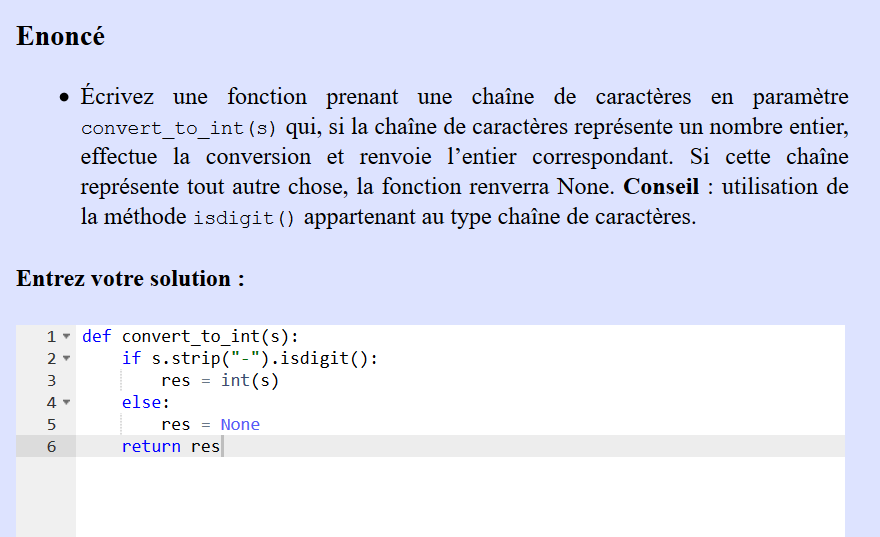 Enoncé
• Écrivez une fonction prenant une chaîne de caractères en paramètre
convert_to_int(s) qui, si la chaîne de caractères représente un nombre entier,
effectue la conversion et renvoie l’entier correspondant. Si cette chaîne
représente tout autre chose, la fonction renverra None. Conseil : utilisation de
la méthode isdigit() appartenant au type chaîne de caractères.
Entrez votre solution :
1 def convert_to_int(s):
2     if s.strip("-").isdigit():
3         res = int(s)
4     else:
5         res = None
6     return res